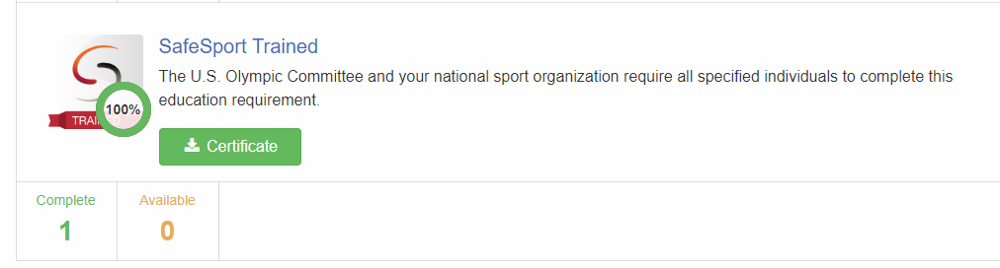 SafeSport Trained
The U.S. Olympic Committee and your national sport organization require all specified individuals to complete this
education requirement.
100%
Certificate
Complete
Available
1
0